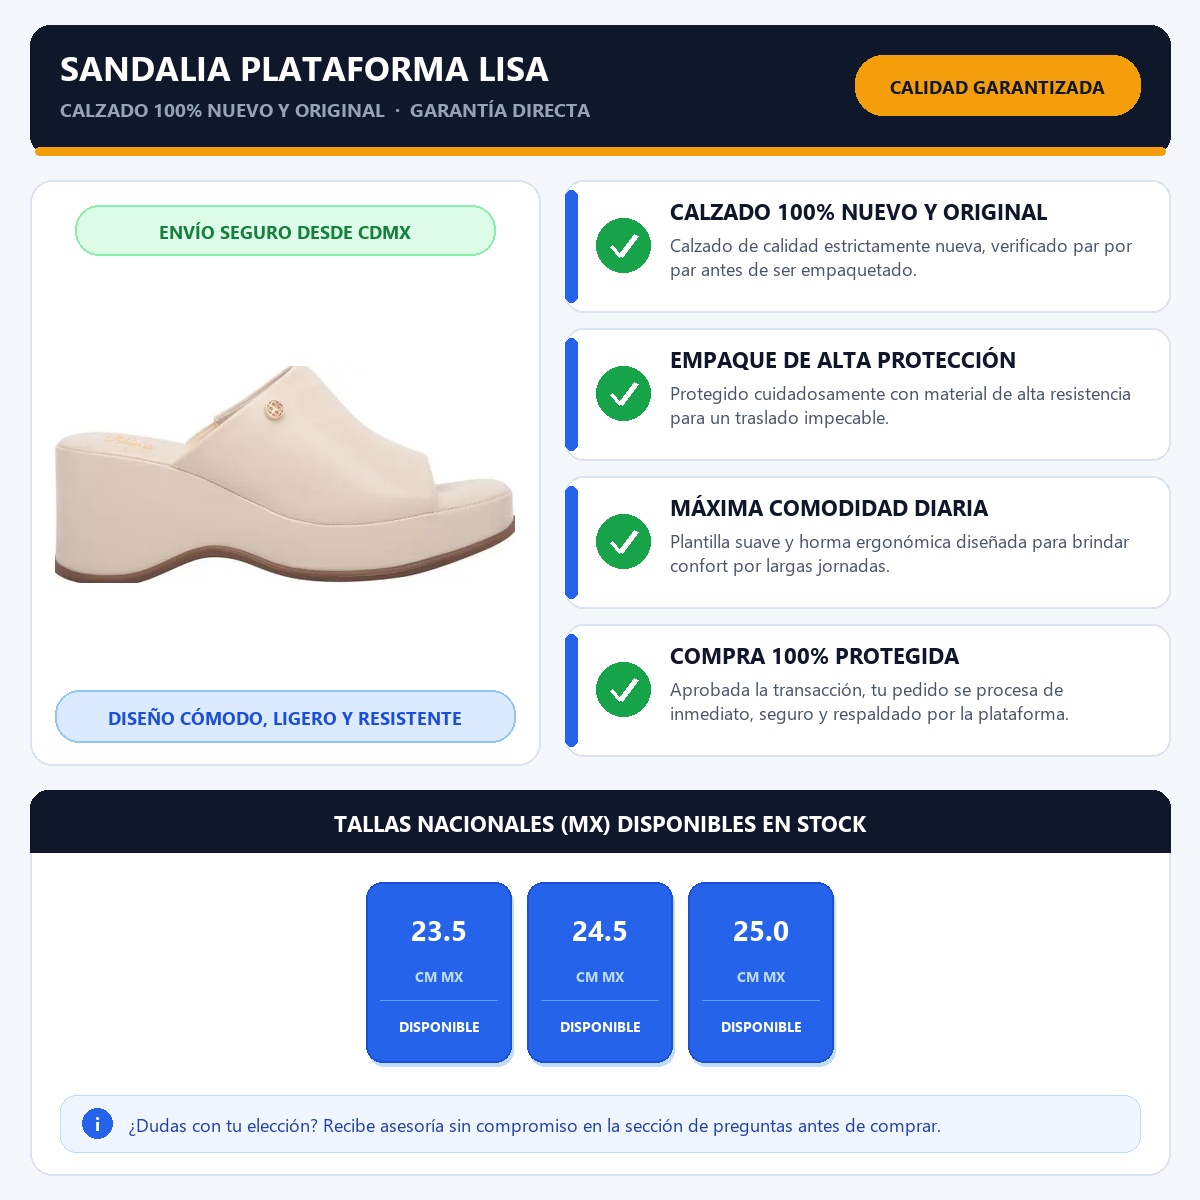 SANDALIA PLATAFORMA LISA
CALZADO 100% NUEVO Y ORIGINAL · GARANTÍA DIRECTA
CALIDAD GARANTIZADA
ENVÍO SEGURO DESDE CDMX
DISEÑO CÓMODO, LIGERO Y RESISTENTE
CALZADO 100% NUEVO Y ORIGINAL
Calzado de calidad estrictamente nueva, verificado par por
par antes de ser empaquetado.
EMPAQUE DE ALTA PROTECCIÓN
Protegido cuidadosamente con material de alta resistencia
para un traslado impecable.
MÁXIMA COMODIDAD DIARIA
Plantilla suave y horma ergonómica diseñada para brindar
confort por largas jornadas.
COMPRA 100% PROTEGIDA
Aprobada la transacción, tu pedido se procesa de
inmediato, seguro y respaldado por la plataforma.
TALLAS NACIONALES (MX) DISPONIBLES EN STOCK
23.5
CM MX
DISPONIBLE
24.5
CM MX
DISPONIBLE
25.0
CM MX
DISPONIBLE
¿Dudas con tu elección? Recibe asesoría sin compromiso en la sección de preguntas antes de comprar.